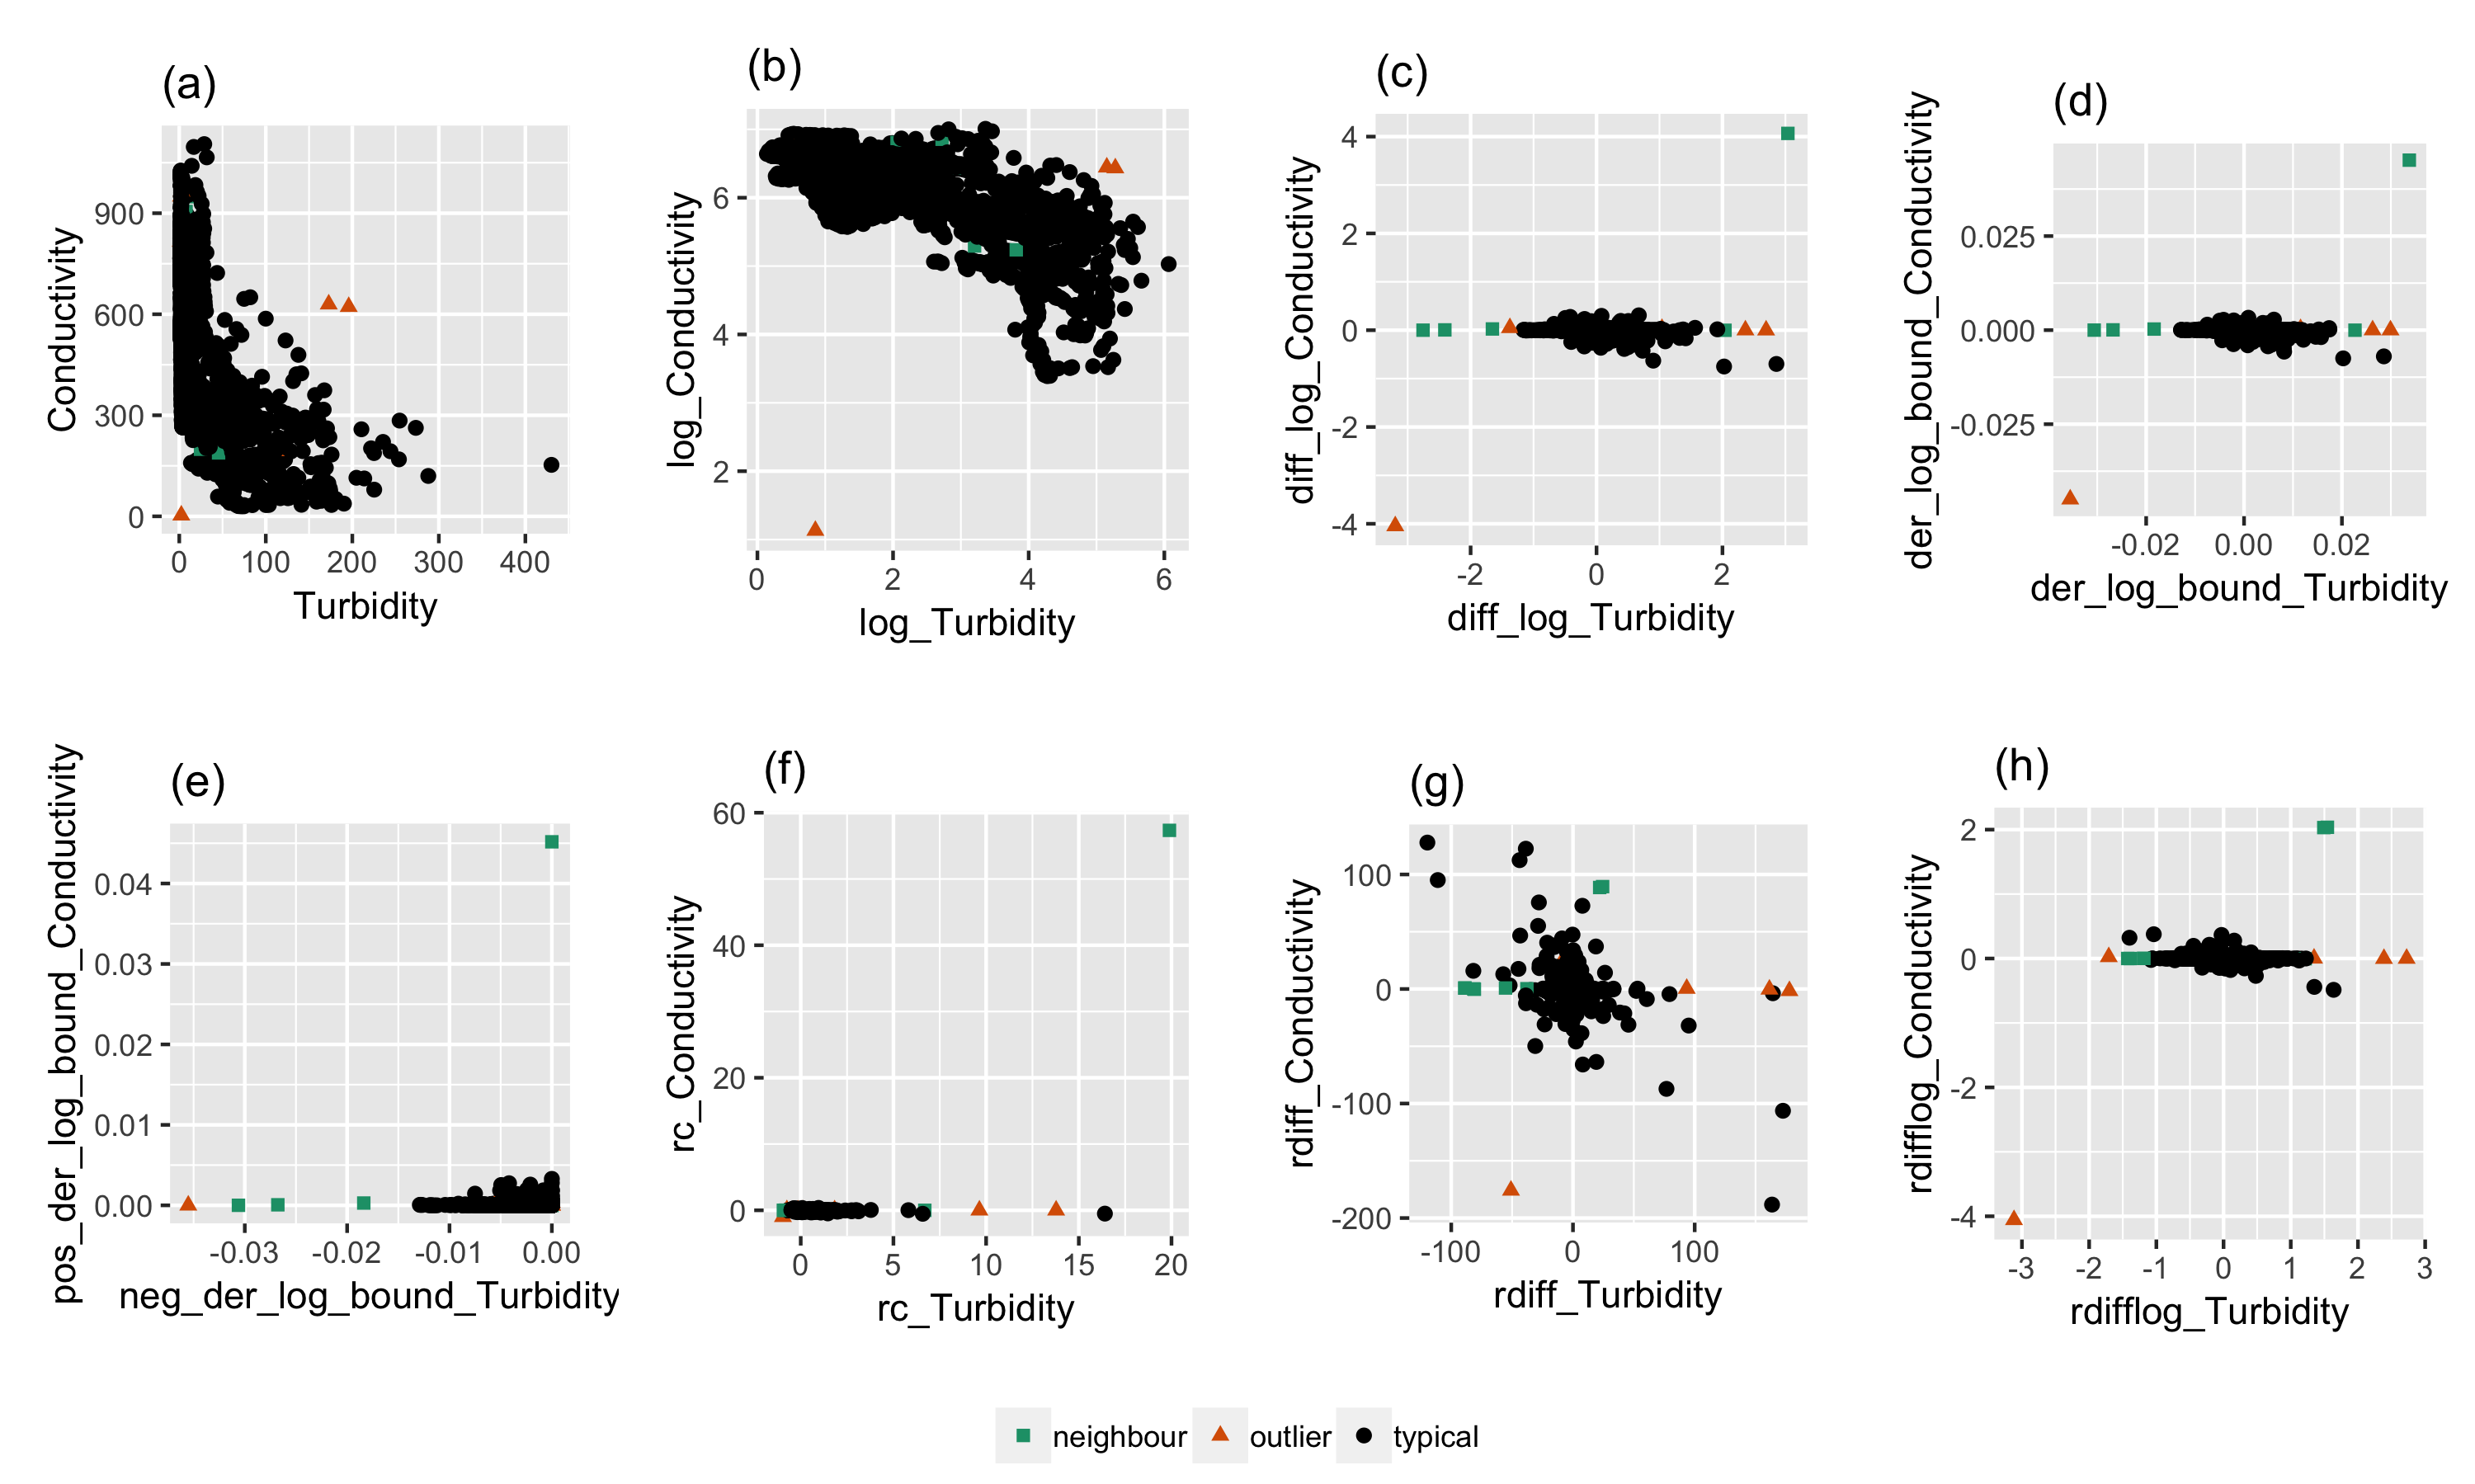 (a)
Conductivity
900
600
300
0
0 100 200 300 400
Turbidity
(b)
log_Conductivity
6
4
2
0 2 4 6
log_Turbidity
(c)
diff_log_Conductivity
4
2
0
-2
-4
-2 0 2
diff_log_Turbidity
(d)
der_log_bound_Conductivity
0.025
0.000
-0.025
-0.02 0.00 0.02
der_log_bound_Turbidity
(e)
pos_der_log_bound_Conductivity
0.04
0.03
0.02
0.01
0.00
-0.03 -0.02 -0.01 0.00
neg_der_log_bound_Turbidity
(f)
rc_Conductivity
60
40
20
0
0 5 10 15 20
rc_Turbidity
(g)
rdiff_Conductivity
100
0
-100
-200
-100 0 100
rdiff_Turbidity
(h)
rdifflog_Conductivity
2
0
-2
-4
-3 -2 -1 0 1 2 3
rdifflog_Turbidity
neighbour outlier typical